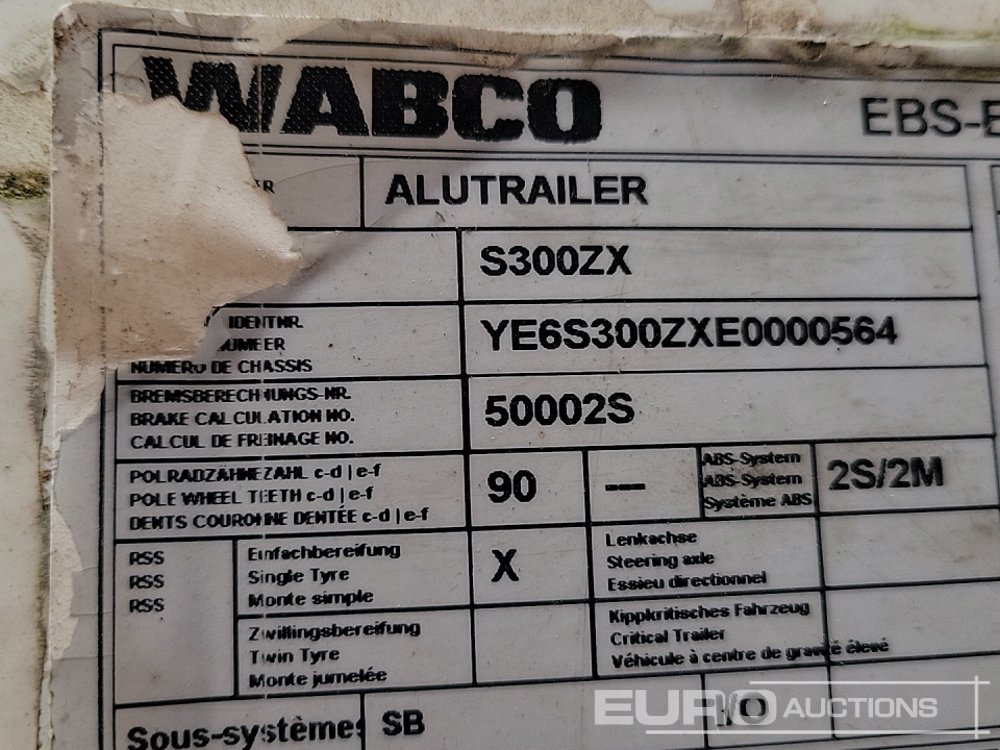 WABCO
EBS-E
ER
ALUTRAILER
S300ZX
IDENTNR.
NUMERO DE CHASSIS
YE6S300ZXE0000564
BREMSBERECHNUNGS-NR.
BRAKE CALCULATION NO.
CALCUL DE FREINAGE NO.
50002S
POLRADZÄHNEZAHL c-d | e-f
POLE WHEEL TEETH c-d | e-f
DENTS COURONNE DENTÉE c-d | e-f
90
---
ABS-System
ABS-System
Système ABS
2S/2M
RSS
RSS
RSS
Einfachbereifung
Single Tyre
Monte simple
X
Lenkachse
Steering axle
Essieu directionnel
Zwillingsbereifung
Twin Tyre
Monte jumelée
Kippkritisches Fahrzeug
Critical Trailer
Véhicule à centre de gravité élevé
Sous-systèmes
SB
I/O
EURO AUCTIONS